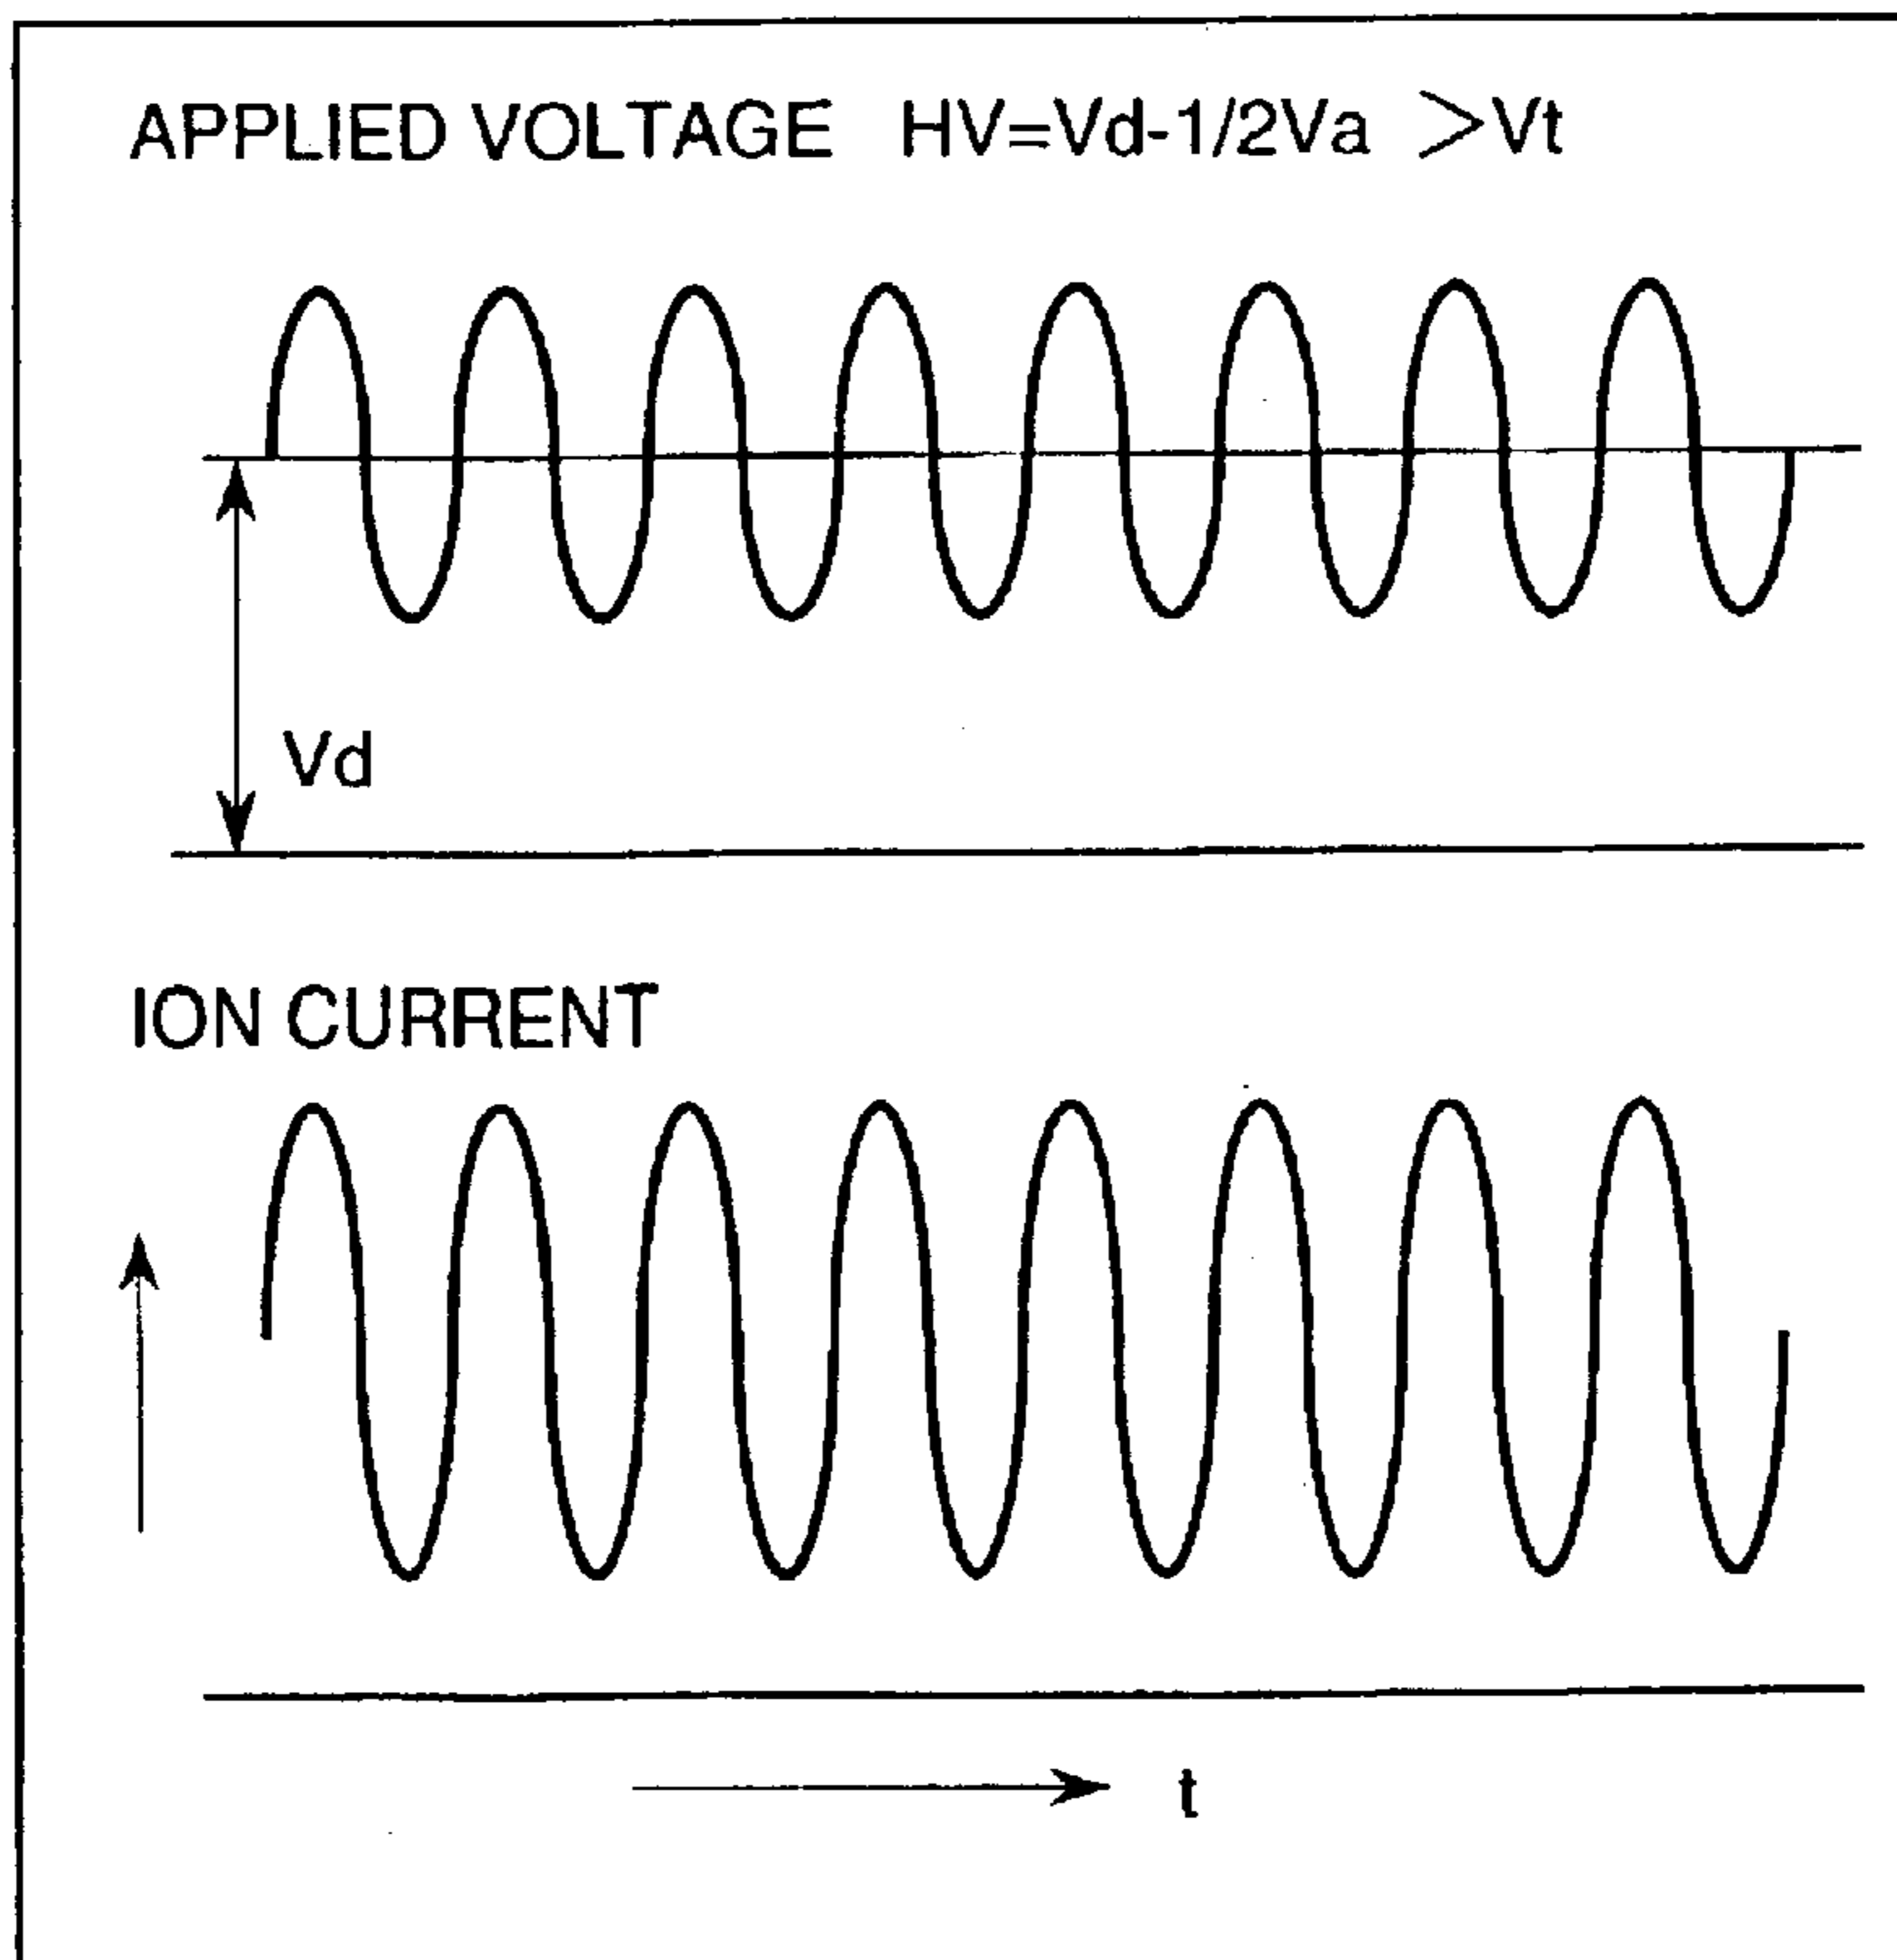 APPLIED VOLTAGE HV=Vd-1/2Va >Vt
Vd
ION CURRENT
t